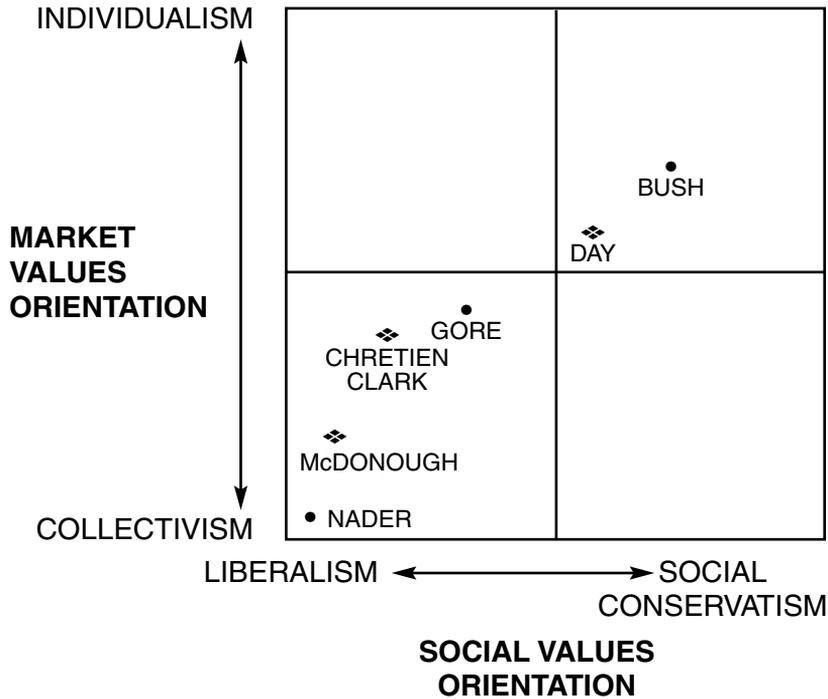 INDIVIDUALISM
BUSH
MARKET
VALUES
ORIENTATION
DAY
GORE
CHRETIEN
CLARK
McDONOUGH
NADER
COLLECTIVISM
LIBERALISM
SOCIAL
CONSERVATISM
SOCIAL VALUES
ORIENTATION